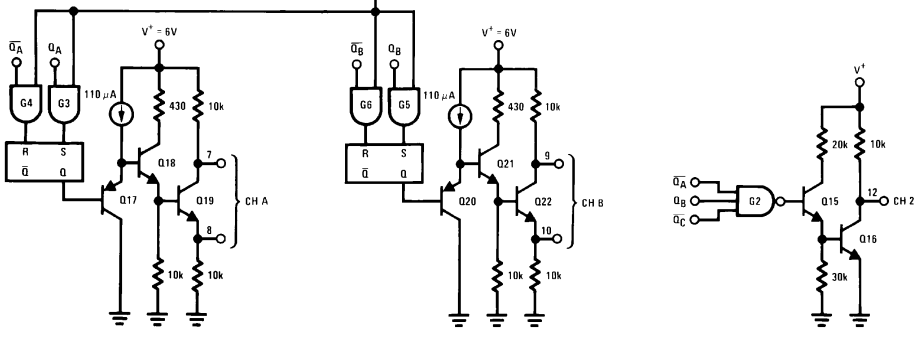 V⁺ = 6V
V⁺ = 6V
Q̅A
QA
Q̅B
QB
G4
G3
110 μA
430
10k
G6
G5
110 μA
430
10k
V⁺
R
S
Q̅
Q
Q18
7
R
S
Q̅
Q
Q21
9
20k
10k
Q17
Q19
CH A
Q20
Q22
CH B
Q̅A
QB
Q̅C
G2
Q15
12
CH 2
8
10
Q16
10k
10k
10k
10k
30k